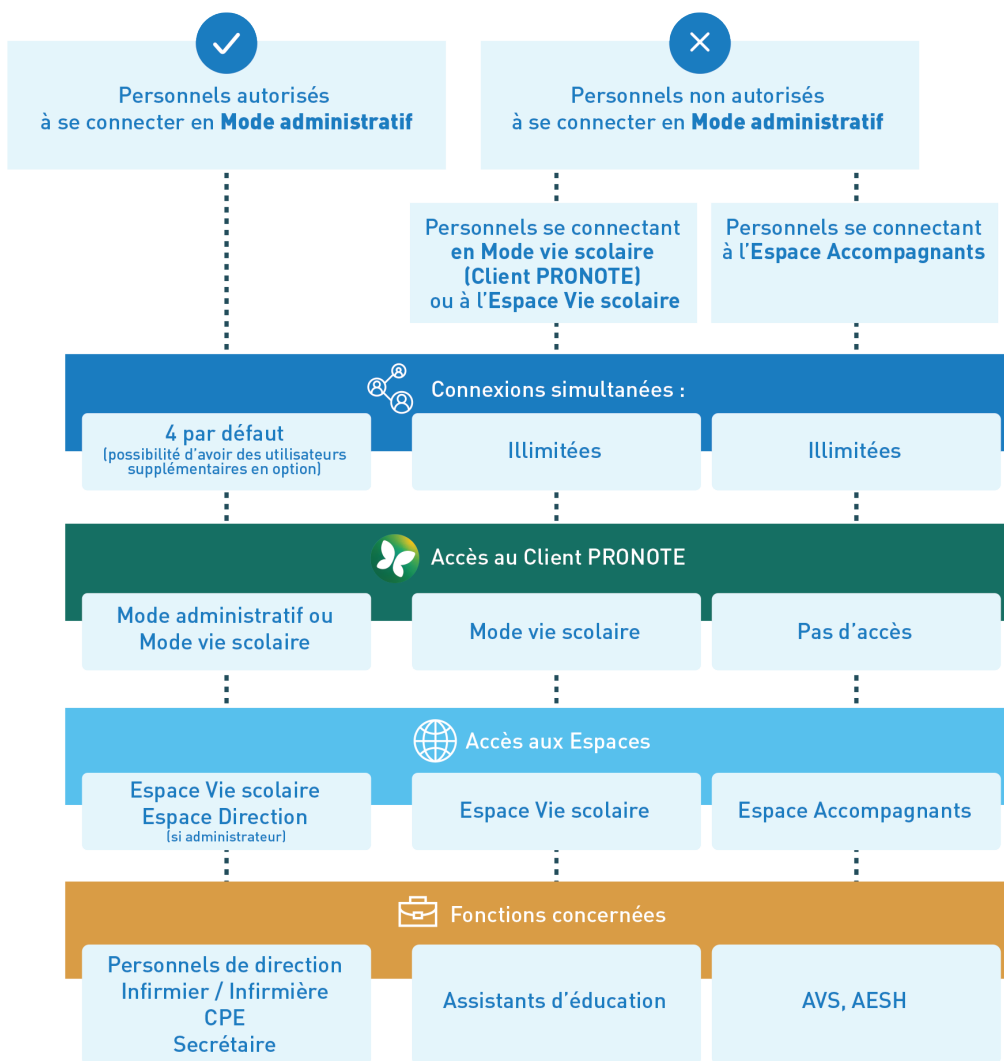 Personnels autorisés
à se connecter en Mode administratif
Personnels non autorisés
à se connecter en Mode administratif
Personnels se connectant
en Mode vie scolaire
(Client PRONOTE)
ou à l'Espace Vie scolaire
Personnels se connectant
à l'Espace Accompagnants
Connexions simultanées :
4 par défaut
(possibilité d'avoir des utilisateurs
supplémentaires en option)
Illimitées
Illimitées
Accès au Client PRONOTE
Mode administratif ou
Mode vie scolaire
Mode vie scolaire
Pas d'accès
Accès aux Espaces
Espace Vie scolaire
Espace Direction
(si administrateur)
Espace Vie scolaire
Espace Accompagnants
Fonctions concernées
Personnels de direction
Infirmier / Infirmière
CPE
Secrétaire
Assistants d'éducation
AVS, AESH